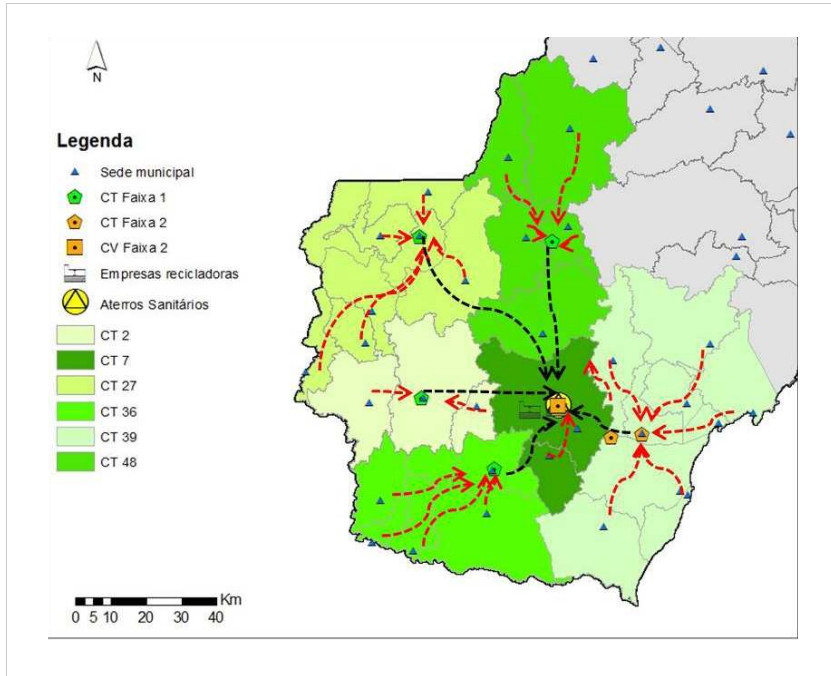 N
Legenda
Sede municipal
CT Faixa 1
CT Faixa 2
CV Faixa 2
Empresas recicladoras
Aterros Sanitários
CT 2
CT 7
CT 27
CT 36
CT 39
CT 48
Km
0 5 10 20 30 40